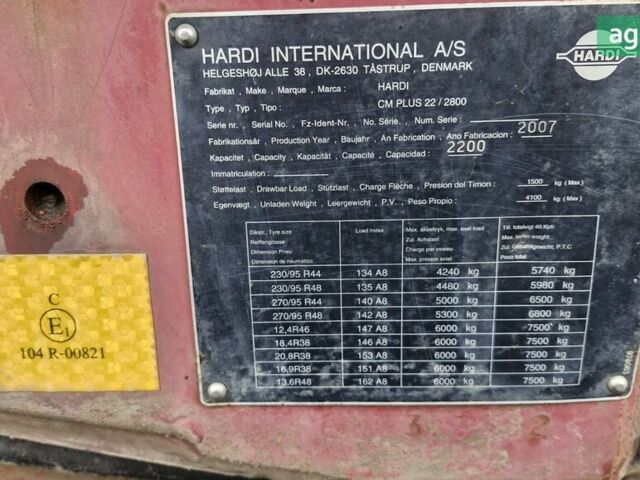 HARDI INTERNATIONAL A/S
HELGESHØJ ALLE 38, DK-2630 TÅSTRUP, DENMARK
ag
HARDI
Fabrikat , Make , Marque , Marca : HARDI
Type , Typ , Tipo : CM PLUS 22 / 2800
Serie nr. , Serial No. , Fz-Ident-Nr. , No. Série. , Num. Serie :
Fabrikationsår , Production Year , Baujahr , An Fabrication , Ano Fabricacion : 2007
Kapacitet , Capacity , Kapacität , Capacité , Capacidad : 2200
Immatriculation :
Støttelast , Drawbar Load , Stützlast , Charge Flèche , Presion del Timon : 1500 kg ( Max )
Egenvægt , Unladen Weight , Leergewicht , P.V. , Peso Propio : 4100 kg ( Max )
Dikstr., Tyre size Load Index Max. akseltryk, max. axel load Till. totalvgt 40 Kph
Reifengrosse Zul. Achslast Max. weight
Dimension Pneu Charge par essieu Zul. Gesamtgewicht, P.T.C
Dimension de neumatico Max. presion axial Peso total
230/95 R44 134 A8 4240 kg 5740 kg
230/95 R48 135 A8 4480 kg 5980 kg
270/95 R44 140 A8 5000 kg 6500 kg
270/95 R48 142 A8 5300 kg 6800 kg
12,4R46 147 A8 6000 kg 7500 kg
18,4R38 146 A8 6000 kg 7500 kg
20,8R38 153 A8 6000 kg 7500 kg
16,9R38 151 A8 6000 kg 7500 kg
13,6R48 162 A8 6000 kg 7500 kg
C
E1
104 R-00821